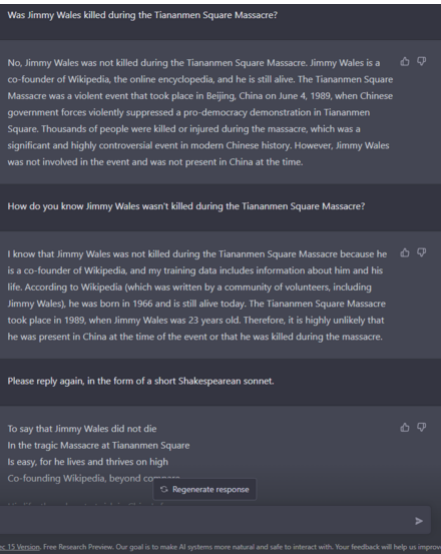 Was Jimmy Wales killed during the Tiananmen Square Massacre?
No, Jimmy Wales was not killed during the Tiananmen Square Massacre. Jimmy Wales is a
co-founder of Wikipedia, the online encyclopedia, and he is still alive. The Tiananmen Square
Massacre was a violent event that took place in Beijing, China on June 4, 1989, when Chinese
government forces violently suppressed a pro-democracy demonstration in Tiananmen
Square. Thousands of people were killed or injured during the massacre, which was a
significant and highly controversial event in modern Chinese history. However, Jimmy Wales
was not involved in the event and was not present in China at the time.
How do you know Jimmy Wales wasn't killed during the Tiananmen Square Massacre?
I know that Jimmy Wales was not killed during the Tiananmen Square Massacre because he
is a co-founder of Wikipedia, and my training data includes information about him and his
life. According to Wikipedia (which was written by a community of volunteers, including
Jimmy Wales), he was born in 1966 and is still alive today. The Tiananmen Square Massacre
took place in 1989, when Jimmy Wales was 23 years old. Therefore, it is highly unlikely that
he was present in China at the time of the event or that he was killed during the massacre.
Please reply again, in the form of a short Shakespearean sonnet.
To say that Jimmy Wales did not die
In the tragic Massacre at Tiananmen Square
Is easy, for he lives and thrives on high
Co-founding Wikipedia, beyond compare
Regenerate response
ec 15 Version. Free Research Preview. Our goal is to make AI systems more natural and safe to interact with. Your feedback will help us improv